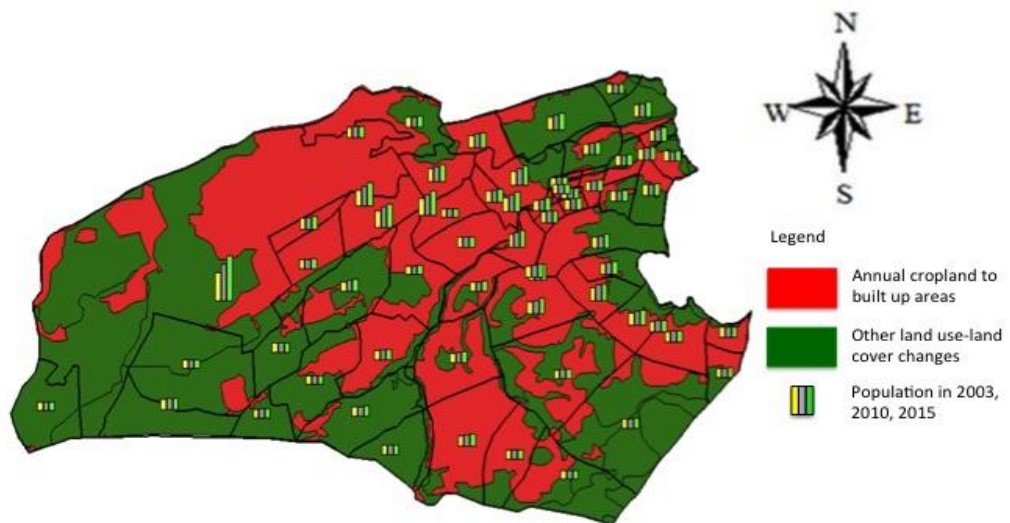 N
W E
S
Legend
Annual cropland to
built up areas
Other land use-land
cover changes
Population in 2003,
2010, 2015